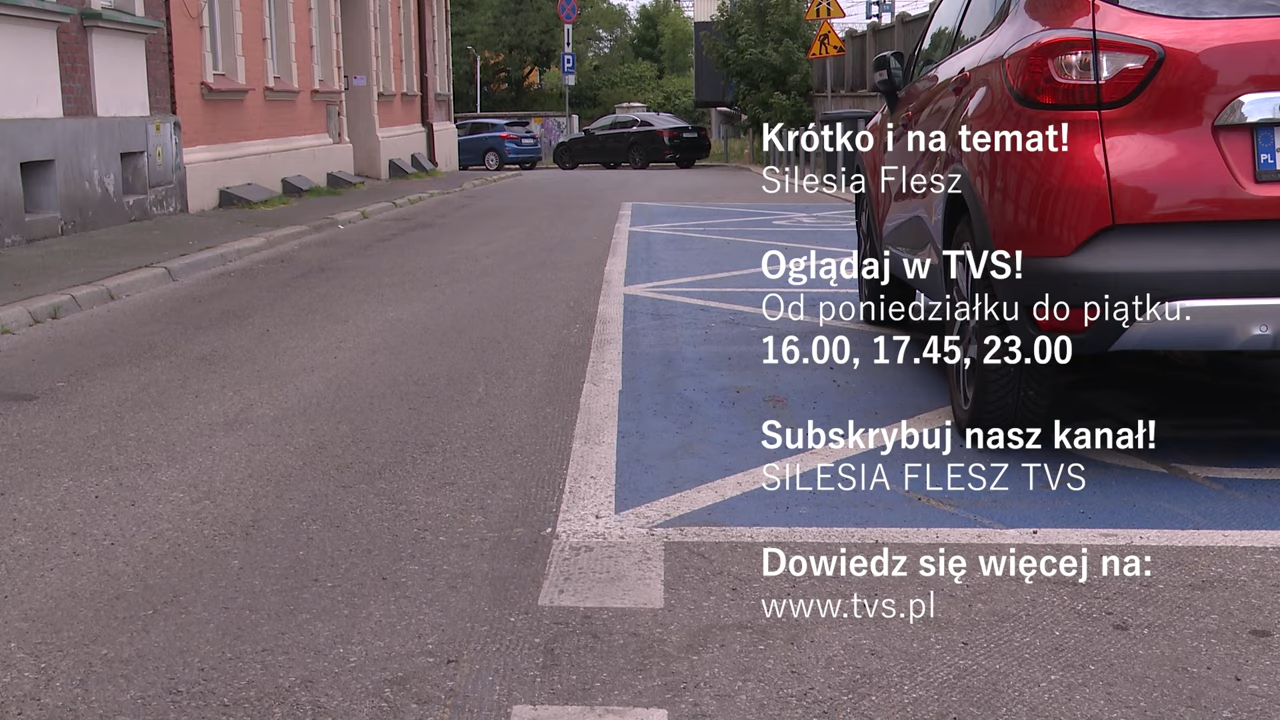 Krótko i na temat!
Silesia Flesz
Oglądaj w TVS!
Od poniedziałku do piątku:
16.00, 17.45, 23.00
Subskrybuj nasz kanał!
SILESIA FLESZ TVS
Dowiedz się więcej na:
www.tvs.pl
P
PL